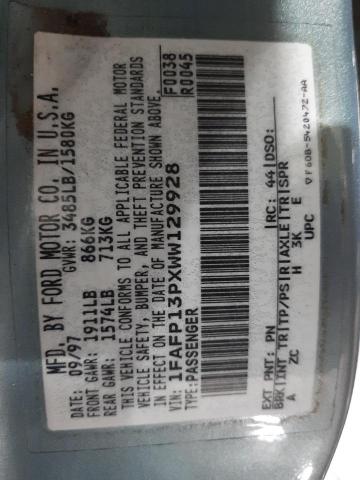 MFD. BY FORD MOTOR CO. IN U.S.A.
DATE: 09/97 GVWR: 3485LB/1580KG
FRONT GAWR: 1911LB 866KG
REAR GAWR: 1574LB 713KG
THIS VEHICLE CONFORMS TO ALL APPLICABLE FEDERAL MOTOR
VEHICLE SAFETY, BUMPER, AND THEFT PREVENTION STANDARDS
IN EFFECT ON THE DATE OF MANUFACTURE SHOWN ABOVE.
VIN: 1FAFP13PXWW129928
TYPE: PASSENGER
F0038
R0045
EXT PNT: PN RC: 44 DSO:
BRK INT TR TP/PS R AXLE TR SPR
A ZC H 3K E
UPC
▽F60B-5420472-AA